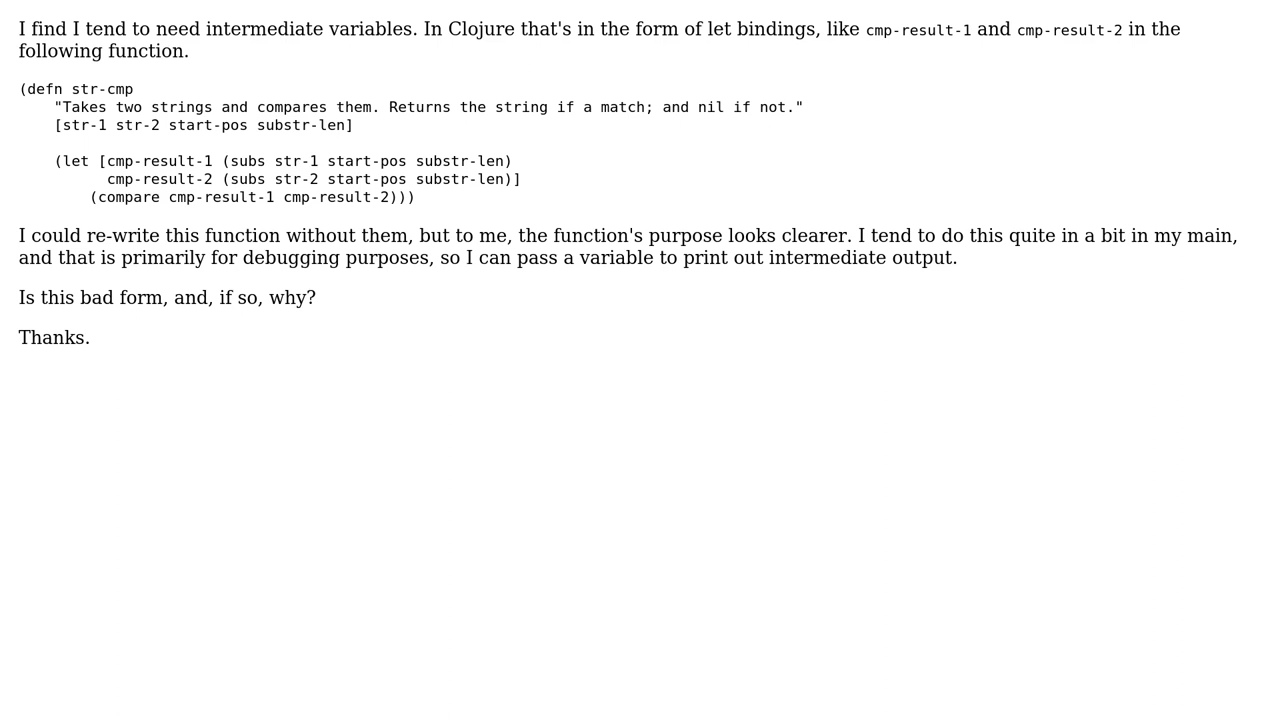 I find I tend to need intermediate variables. In Clojure that's in the form of let bindings, like cmp-result-1 and cmp-result-2 in the
following function.
(defn str-cmp
    "Takes two strings and compares them. Returns the string if a match; and nil if not."
    [str-1 str-2 start-pos substr-len]
    (let [cmp-result-1 (subs str-1 start-pos substr-len)
          cmp-result-2 (subs str-2 start-pos substr-len)]
        (compare cmp-result-1 cmp-result-2)))
I could re-write this function without them, but to me, the function's purpose looks clearer. I tend to do this quite in a bit in my main,
and that is primarily for debugging purposes, so I can pass a variable to print out intermediate output.
Is this bad form, and, if so, why?
Thanks.